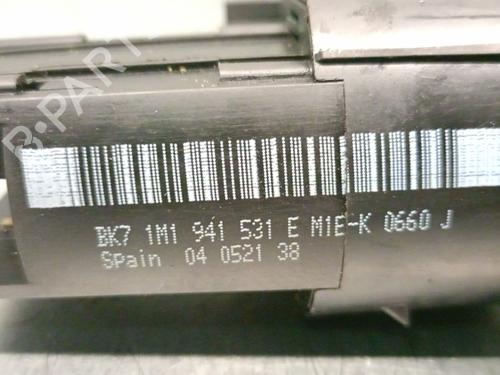 B-PARTS
BK7 1M1 941 531 E M1E-K 0660 J
Spain 04 0521 38